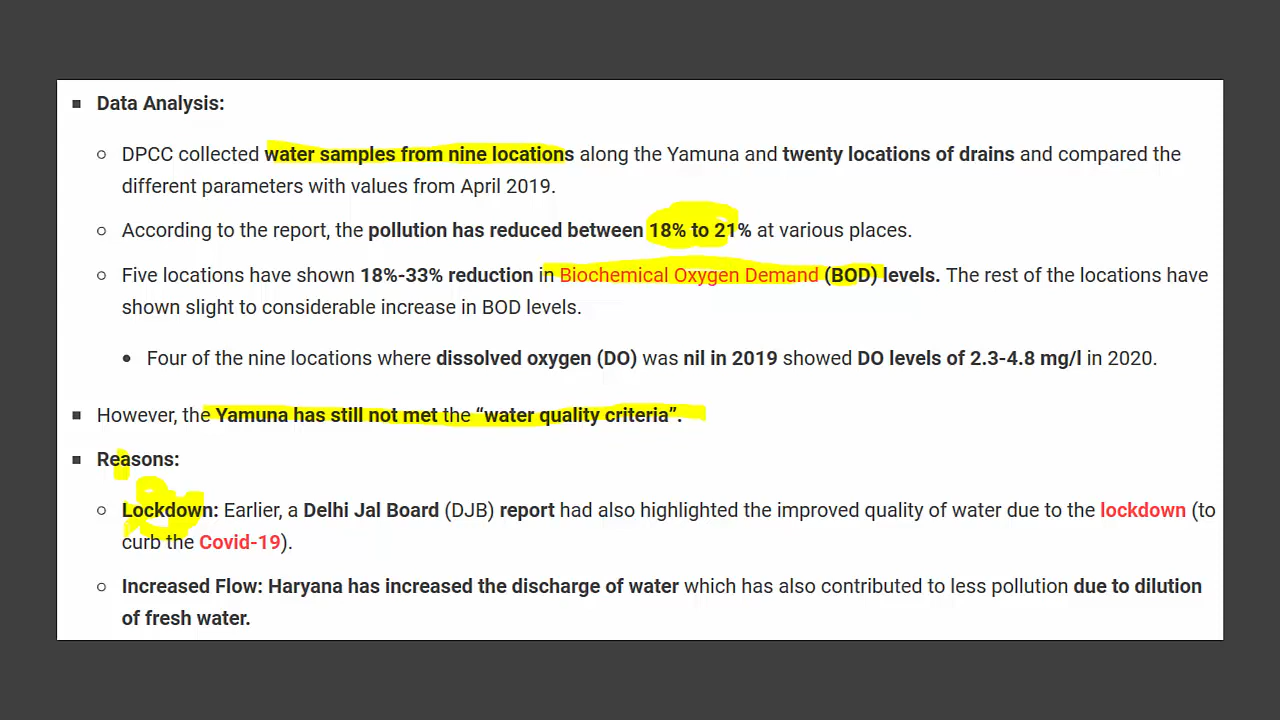 Data Analysis:
DPCC collected water samples from nine locations along the Yamuna and twenty locations of drains and compared the
different parameters with values from April 2019.
According to the report, the pollution has reduced between 18% to 21% at various places.
Five locations have shown 18%-33% reduction in Biochemical Oxygen Demand (BOD) levels. The rest of the locations have
shown slight to considerable increase in BOD levels.
Four of the nine locations where dissolved oxygen (DO) was nil in 2019 showed DO levels of 2.3-4.8 mg/l in 2020.
However, the Yamuna has still not met the “water quality criteria”.
Reasons:
Lockdown: Earlier, a Delhi Jal Board (DJB) report had also highlighted the improved quality of water due to the lockdown (to
curb the Covid-19).
Increased Flow: Haryana has increased the discharge of water which has also contributed to less pollution due to dilution
of fresh water.